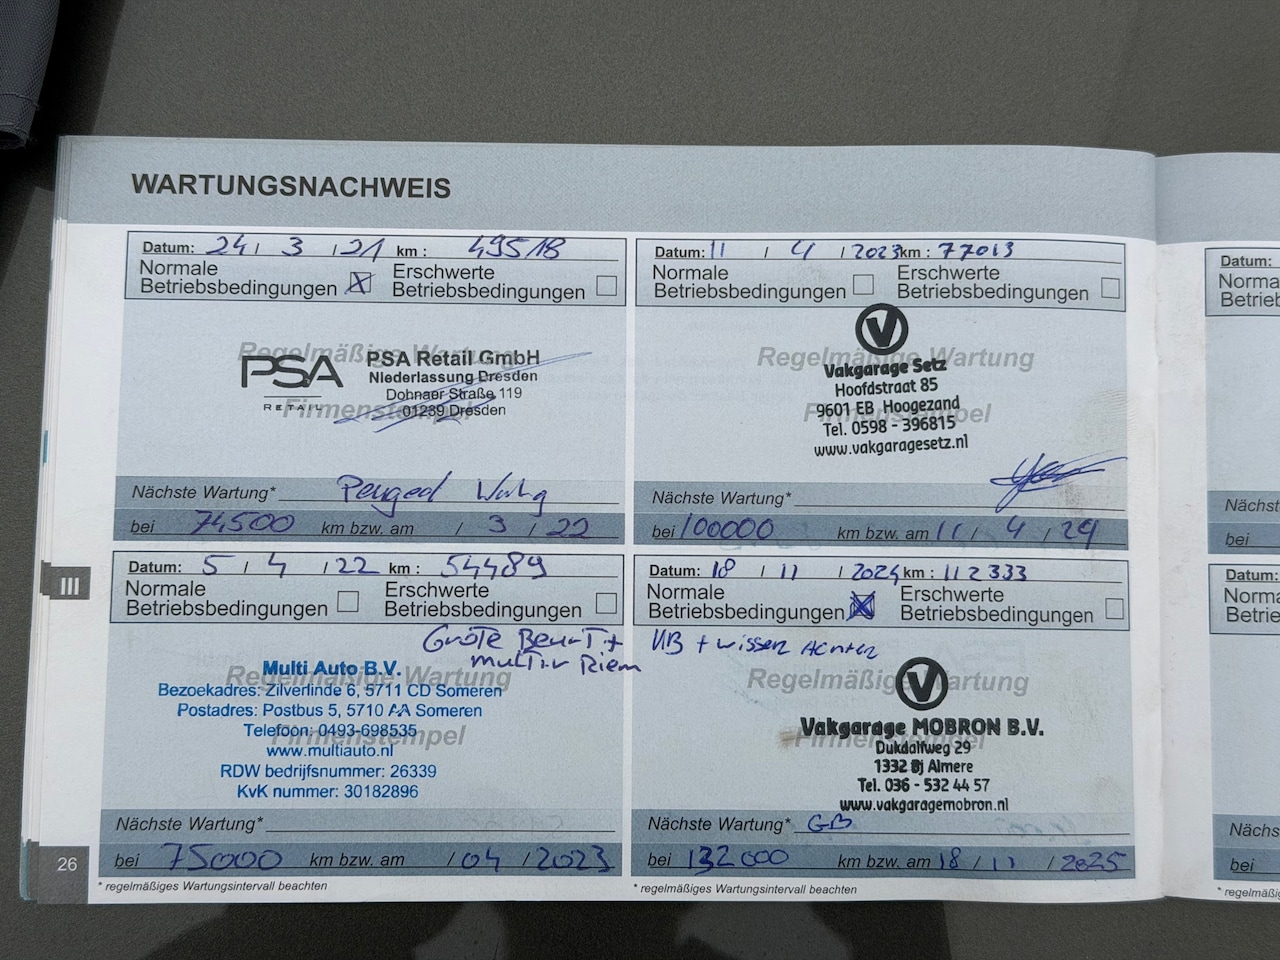 WARTUNGSNACHWEIS
Datum: 24 / 3 / 21 km : 49518
Normale Betriebsbedingungen X Erschwerte Betriebsbedingungen
Regelmäßige Wartung
PSA RETAIL
PSA Retail GmbH
Niederlassung Dresden
Dohnaer Straße 119
01239 Dresden
Firmenstempel
Nächste Wartung*
bei 74500 km bzw. am / 3 / 22
Datum: 11 / 4 / 2023 km : 77013
Normale Betriebsbedingungen Erschwerte Betriebsbedingungen
Regelmäßige Wartung
V
Vakgarage Setz
Hoofdstraat 85
9601 EB Hoogezand
Firmenstempel
Tel. 0598 - 396815
www.vakgaragesetz.nl
Nächste Wartung*
bei 100000 km bzw. am 11 / 4 / 24
III
Datum: 5 / 4 / 22 km : 54489
Normale Betriebsbedingungen Erschwerte Betriebsbedingungen
Grote Beurt +
multi-v Riem
Regelmäßige Wartung
Multi Auto B.V.
Bezoekadres: Zilverlinde 6, 5711 CD Someren
Postadres: Postbus 5, 5710 AA Someren
Telefoon: 0493-698535
Firmenstempel
www.multiauto.nl
RDW bedrijfsnummer: 26339
KvK nummer: 30182896
Nächste Wartung*
bei 75000 km bzw. am / 04 / 2023
* regelmäßiges Wartungsintervall beachten
26
Datum: 18 / 11 / 2024 km : 112333
Normale Betriebsbedingungen X Erschwerte Betriebsbedingungen
+ wissen Achter
Regelmäßige Wartung
V
Vakgarage MOBRON B.V.
Firmenstempel
Dukdalfweg 29
1332 BJ Almere
Tel. 036 - 532 44 57
www.vakgaragemobron.nl
Nächste Wartung* GB
bei 132000 km bzw. am 18 / 11 / 2025
* regelmäßiges Wartungsintervall beachten
Datum:
bei
Datum:
bei